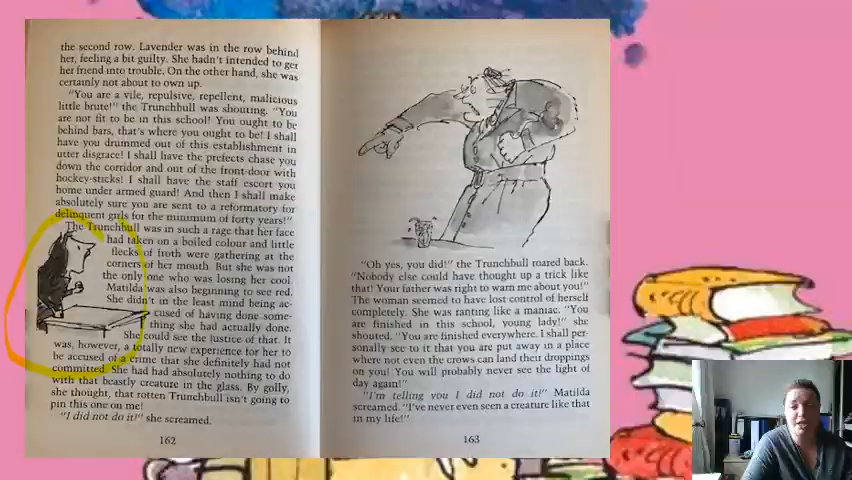 the second row. Lavender was in the row behind
her, feeling a bit guilty. She hadn't intended to get
her friend into trouble. On the other hand, she was
certainly not about to own up.
"You are a vile, repulsive, repellent, malicious
little brute!" the Trunchbull was shouting. "You
are not fit to be in this school! You ought to be
behind bars, that's where you ought to be! I shall
have you drummed out of this establishment in
utter disgrace! I shall have the prefects chase you
down the corridor and out of the front-door with
hockey-sticks! I shall have the staff escort you
home under armed guard! And then I shall make
absolutely sure you are sent to a reformatory for
delinquent girls for the minimum of forty years!"
The Trunchbull was in such a rage that her face
had taken on a boiled colour and little
flecks of froth were gathering at the
corners of her mouth. But she was not
the only one who was losing her cool.
Matilda was also beginning to see red.
She didn't in the least mind being ac-
cused of having done some-
thing she had actually done.
She could see the justice of that. It
was, however, a totally new experience for her to
be accused of a crime that she definitely had not
committed. She had had absolutely nothing to do
with that beastly creature in the glass. By golly,
she thought, that rotten Trunchbull isn't going to
pin this one on me!
"I did not do it!" she screamed.
162
"Oh yes, you did!" the Trunchbull roared back.
"Nobody else could have thought up a trick like
that! Your father was right to warn me about you!"
The woman seemed to have lost control of herself
completely. She was ranting like a maniac. "You
are finished in this school, young lady!" she
shouted. "You are finished everywhere. I shall per-
sonally see to it that you are put away in a place
where not even the crows can land their droppings
on you! You will probably never see the light of
day again!"
"I'm telling you I did not do it!" Matilda
screamed. "I've never even seen a creature like that
in my life!"
163